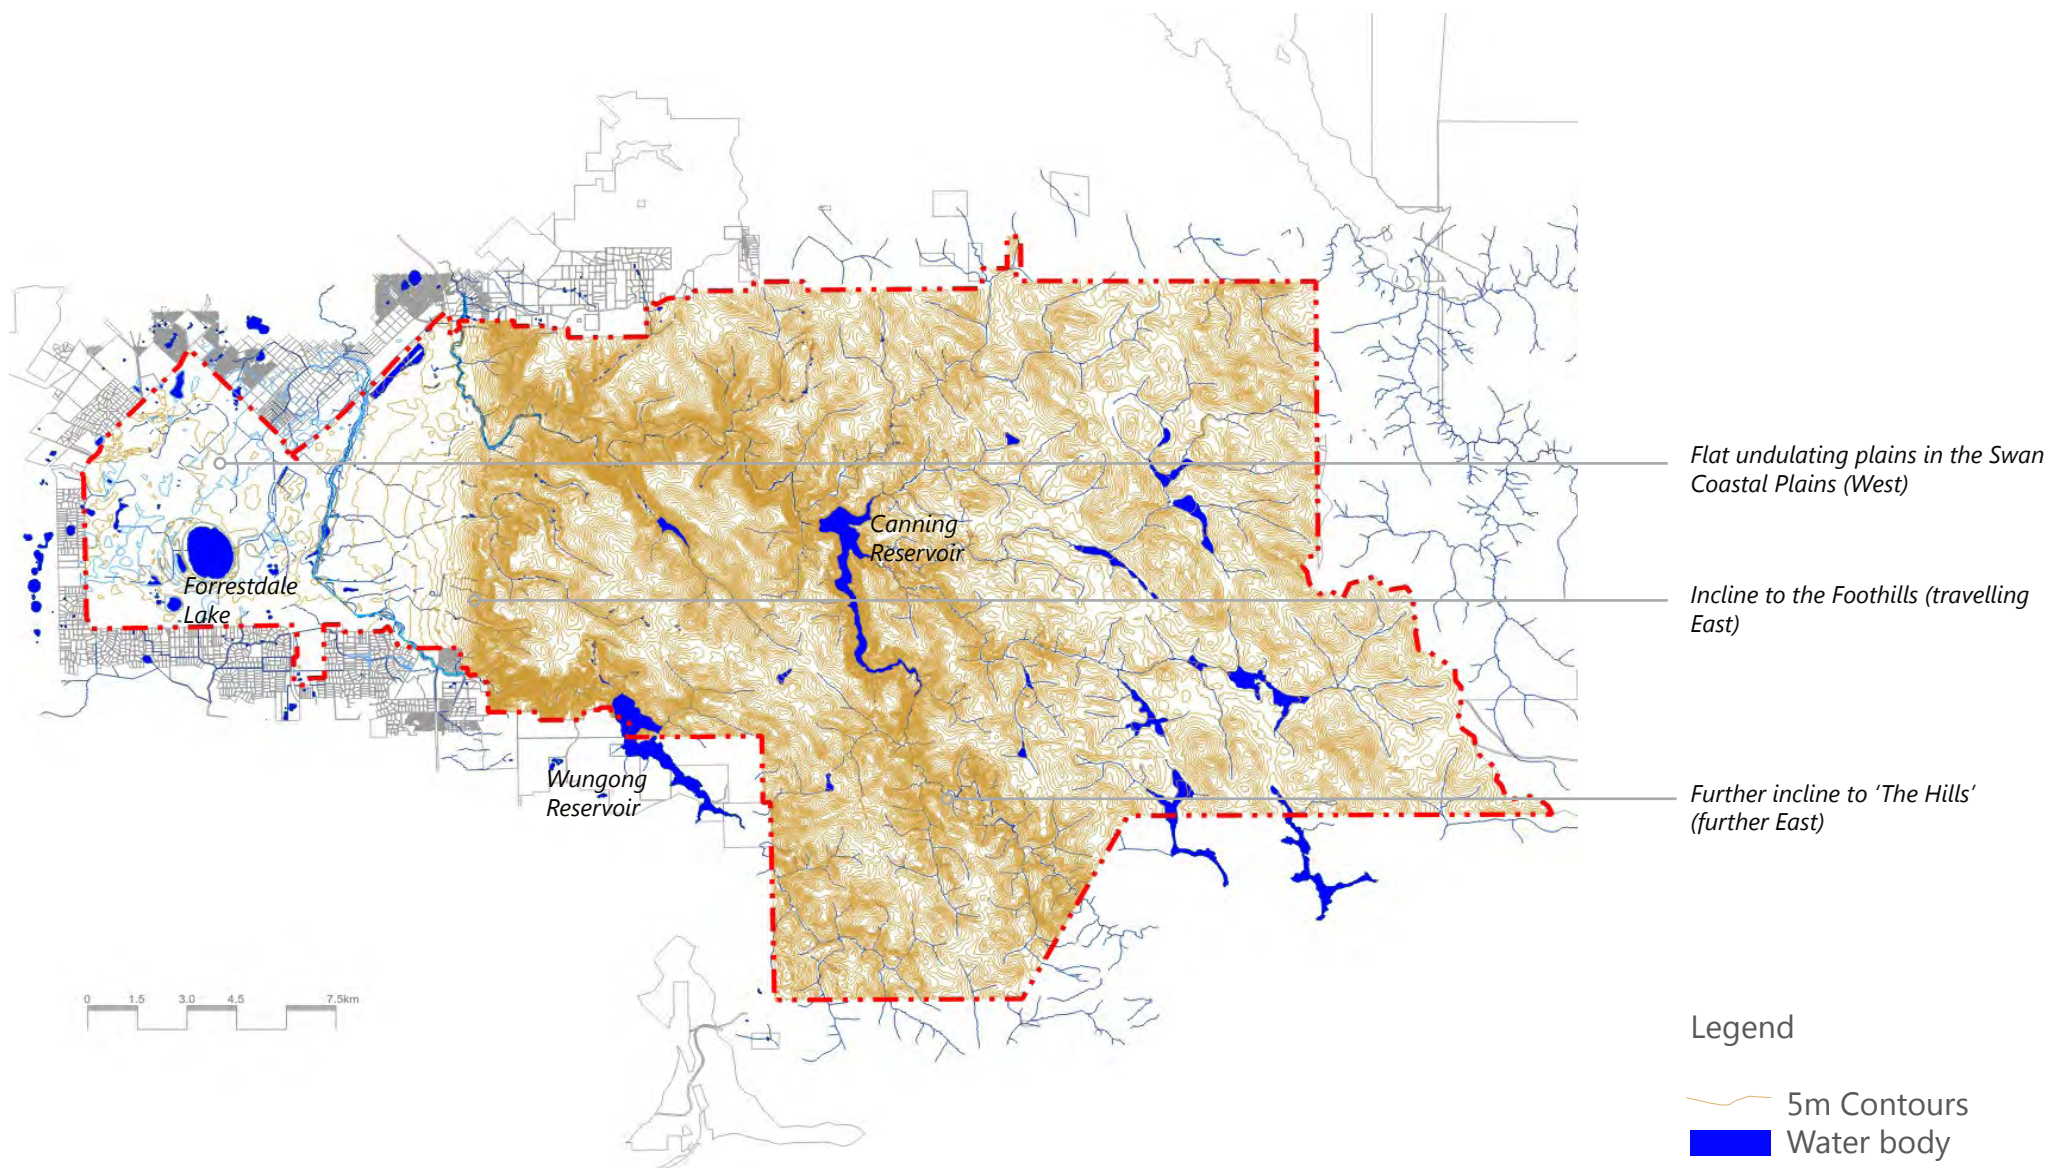 Flat undulating plains in the Swan
Coastal Plains (West)
Canning
Reservoir
Forrestdale
Lake
Incline to the Foothills (travelling
East)
Wungong
Reservoir
Further incline to ‘The Hills’
(further East)
0 1.5 3.0 4.5 7.5km
Legend
5m Contours
Water body